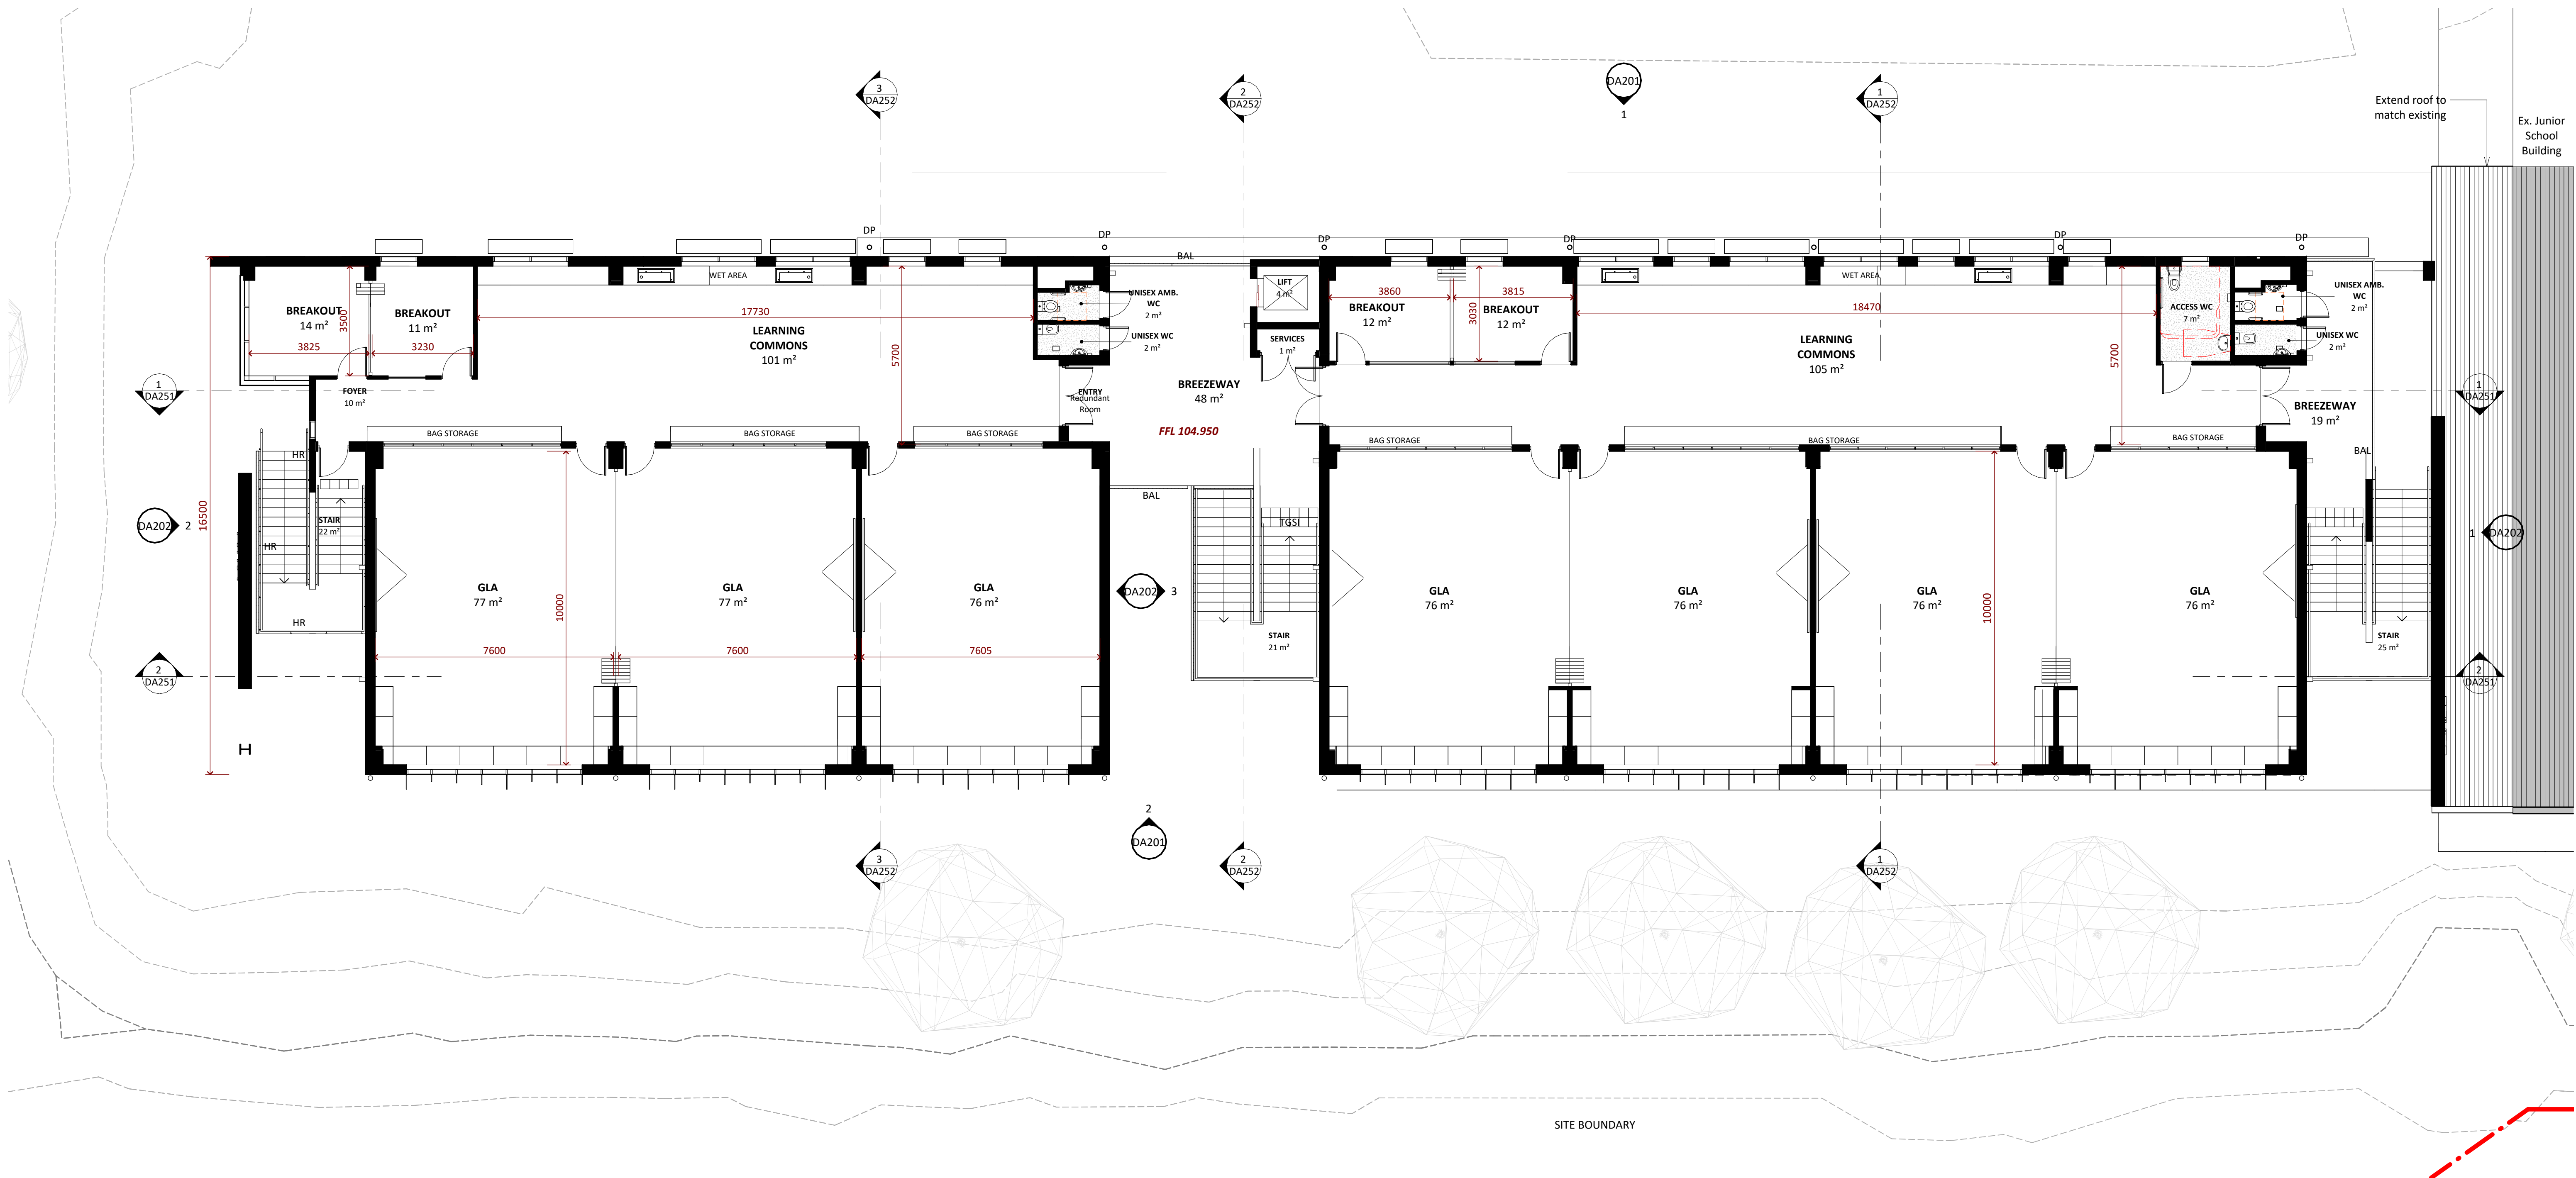 DA201
1
3
DA252
2
DA252
1
DA252
Extend roof to
match existing
Ex. Junior
School
Building
DP
DP
DP
DP
DP
DP
BAL
WET AREA
WET AREA
BREAKOUT
14 m²
3500
3825
BREAKOUT
11 m²
3230
17730
LEARNING
COMMONS
101 m²
5700
UNISEX AMB.
WC
2 m²
UNISEX WC
2 m²
LIFT
4 m²
SERVICES
1 m²
3860
BREAKOUT
12 m²
3030
3815
BREAKOUT
12 m²
18470
LEARNING
COMMONS
105 m²
5700
ACCESS WC
7 m²
UNISEX AMB.
WC
2 m²
UNISEX WC
2 m²
1
DA251
FOYER
10 m²
ENTRY
Redundant
Room
BREEZEWAY
48 m²
FFL 104.950
BREEZEWAY
19 m²
1
DA251
BAG STORAGE
BAG STORAGE
BAG STORAGE
BAG STORAGE
BAG STORAGE
BAG STORAGE
BAL
HR
HR
HR
STAIR
22 m²
16500
DA202
2
BAL
TGSI
1
DA202
GLA
77 m²
10000
GLA
77 m²
GLA
76 m²
DA202
3
GLA
76 m²
GLA
76 m²
GLA
76 m²
10000
GLA
76 m²
STAIR
21 m²
STAIR
25 m²
7600
7600
7605
2
DA251
2
DA251
2
DA201
3
DA252
2
DA252
1
DA252
SITE BOUNDARY